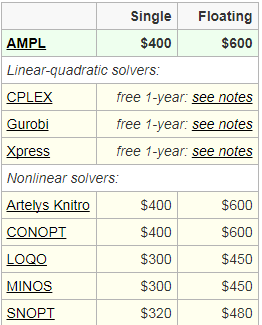 Single Floating
AMPL $400 $600
Linear-quadratic solvers:
CPLEX free 1-year: see notes
Gurobi free 1-year: see notes
Xpress free 1-year: see notes
Nonlinear solvers:
Artelys Knitro $400 $600
CONOPT $400 $600
LOQO $300 $450
MINOS $300 $450
SNOPT $320 $480